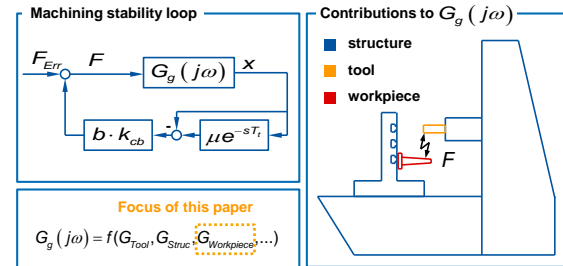 Machining stability loop
F_Err
F
G_g(jω)
x
-
b · k_cb
μe^{-sT_t}
Focus of this paper
G_g(jω)=f(G_Tool,G_Struc,G_Workpiece,...)
Contributions to G_g(jω)
structure
tool
workpiece
F